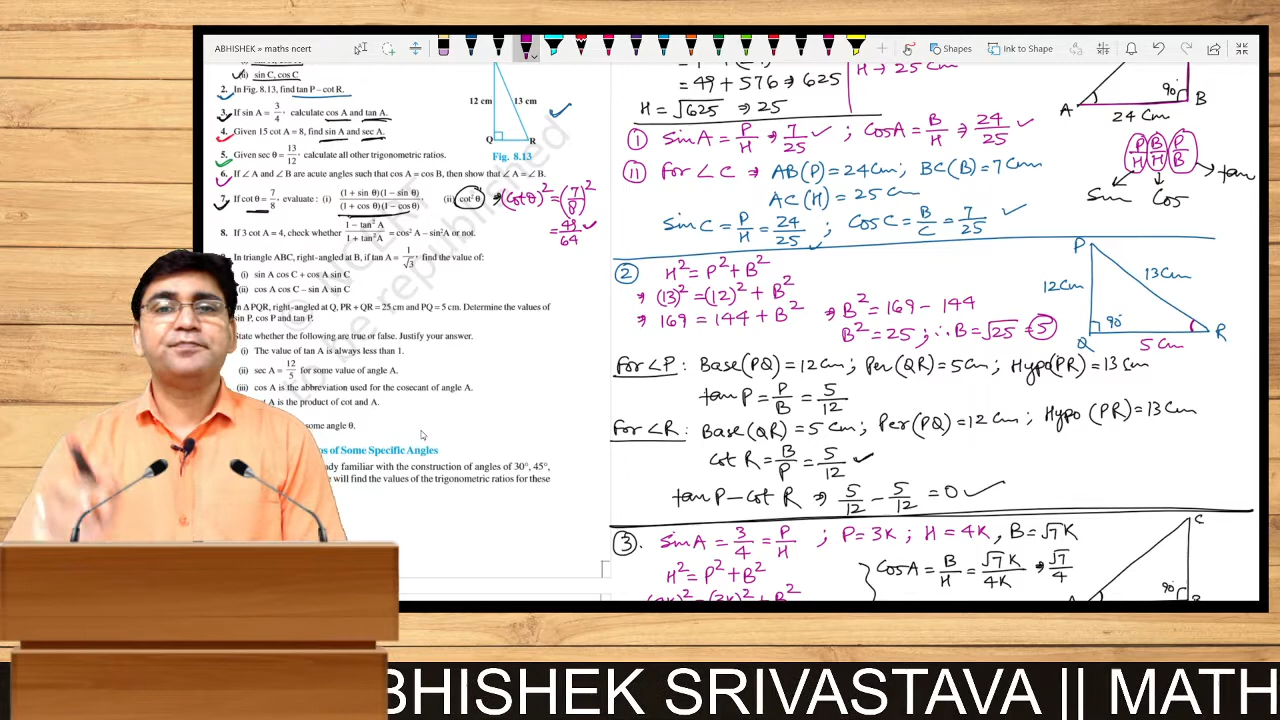 ABHISHEK » maths ncert
Shapes
Ink to Shape
(ii) sin C, cos C
2. In Fig. 8.13, find tan P – cot R.
3. If sin A = 3/4, calculate cos A and tan A.
4. Given 15 cot A = 8, find sin A and sec A.
5. Given sec θ = 13/12, calculate all other trigonometric ratios.
6. If ∠ A and ∠ B are acute angles such that cos A = cos B, then show that ∠ A = ∠ B.
7. If cot θ = 7/8, evaluate : (i) (1 + sin θ)(1 – sin θ)/(1 + cos θ)(1 – cos θ), (ii) cot² θ
⇒ (cot θ)² = (7/8)²
= 49/64
8. If 3 cot A = 4, check whether 1 – tan² A/1 + tan² A = cos² A – sin² A or not.
In triangle ABC, right-angled at B, if tan A = 1/√3, find the value of:
(i) sin A cos C + cos A sin C
(ii) cos A cos C – sin A sin C
In Δ PQR, right-angled at Q, PR + QR = 25 cm and PQ = 5 cm. Determine the values of
sin P, cos P and tan P.
State whether the following are true or false. Justify your answer.
(i) The value of tan A is always less than 1.
(ii) sec A = 12/5 for some value of angle A.
(iii) cos A is the abbreviation used for the cosecant of angle A.
A is the product of cot and A.
some angle θ.
of Some Specific Angles
dy familiar with the construction of angles of 30°, 45°,
will find the values of the trigonometric ratios for these
12 cm
13 cm
Q
R
Fig. 8.13
© NCERT
to be republished
= 49 + 576 ⇒ 625
H = √625 ⇒ 25
H → 25 cm
A
90°
B
24 cm
① sin A = P/H ⇒ 7/25 ; cos A = B/H ⇒ 24/25
P/H B/H P/B
sin cos tan
(ii) for ∠C ⇒ AB(P) = 24cm; BC(B) = 7cm
AC(H) = 25 cm
sin C = P/H = 24/25 ; cos C = B/C = 7/25
② H² = P² + B²
⇒ (13)² = (12)² + B²
⇒ 169 = 144 + B²
⇒ B² = 169 – 144
B² = 25 ; ∴ B = √25 = 5
P
12cm
13cm
90°
Q
5 cm
R
for ∠P : Base(PQ) = 12cm ; Per(QR) = 5cm ; Hypo(PR) = 13cm
tan P = P/B = 5/12
for ∠R : Base(QR) = 5 cm ; Per(PQ) = 12cm ; Hypo (PR) = 13cm
cot R = B/P = 5/12
tan P – cot R ⇒ 5/12 – 5/12 = 0
③. sin A = 3/4 = P/H ; P = 3K ; H = 4K , B = √7K
H² = P² + B²
cos A = B/H = √7K/4K ⇒ √7/4
C
90°
ABHISHEK SRIVASTAVA || MATH